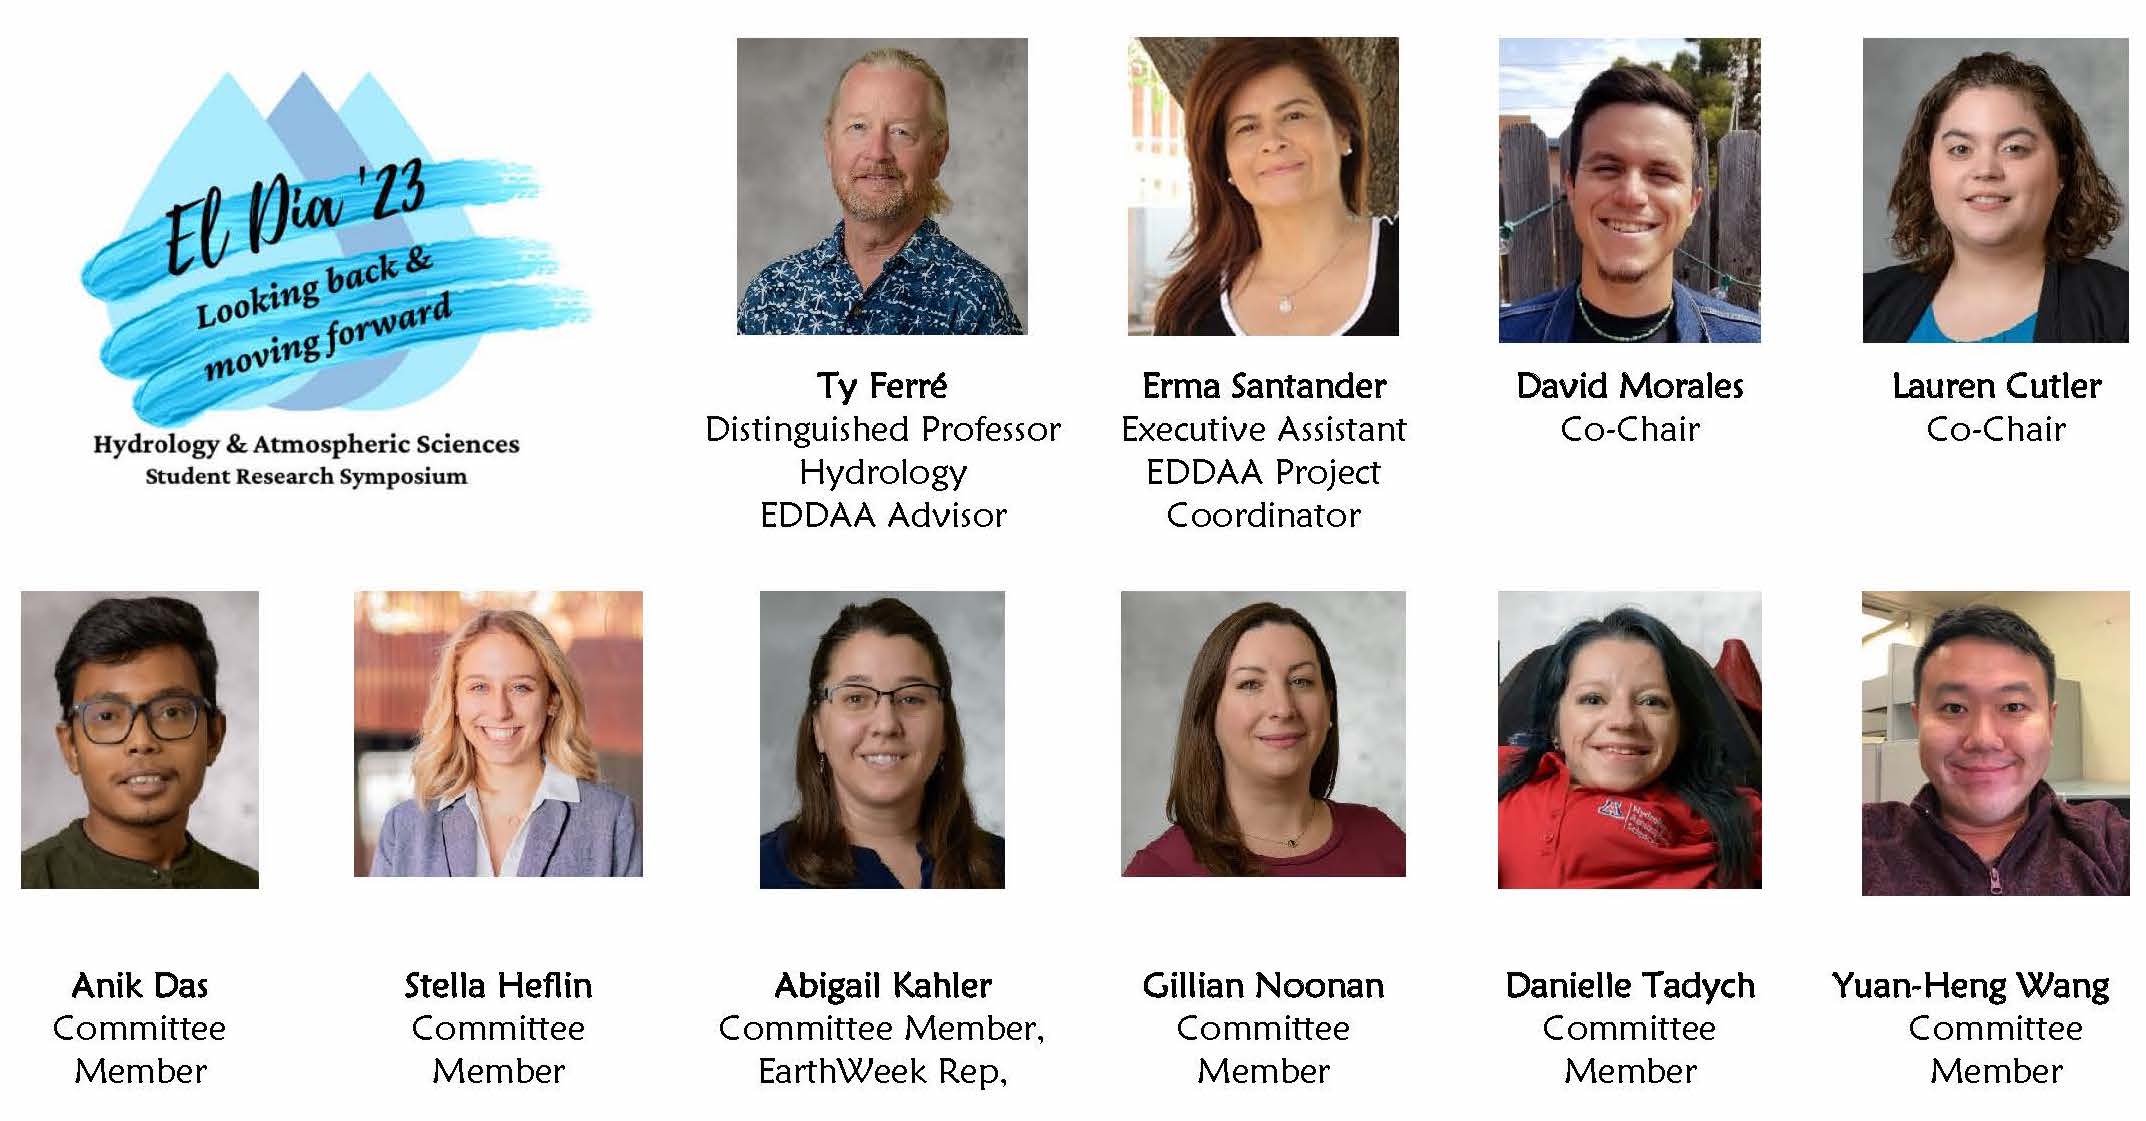 El Día '23
Looking back &
moving forward
Hydrology & Atmospheric Sciences
Student Research Symposium
Ty Ferré
Distinguished Professor
Hydrology
EDDAA Advisor
Erma Santander
Executive Assistant
EDDAA Project
Coordinator
David Morales
Co-Chair
Lauren Cutler
Co-Chair
A
Hydrology
Anik Das
Committee
Member
Stella Heflin
Committee
Member
Abigail Kahler
Committee Member,
EarthWeek Rep,
Gillian Noonan
Committee
Member
Danielle Tadych
Committee
Member
Yuan-Heng Wang
Committee
Member